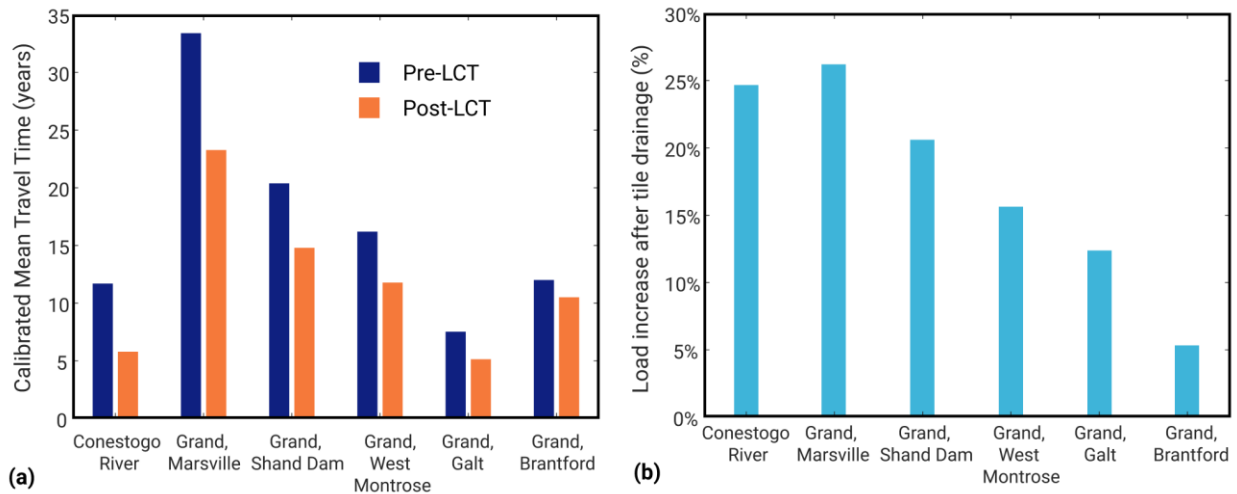 Calibrated Mean Travel Time (years)
35
30
25
20
15
10
5
0
Pre-LCT
Post-LCT
Conestogo
River
Grand,
Marsville
Grand,
Shand Dam
Grand,
West
Montrose
Grand,
Galt
Grand,
Brantford
(a)
Load increase after tile drainage (%)
30%
25%
20%
15%
10%
5%
0%
Conestogo
River
Grand,
Marsville
Grand,
Shand Dam
Grand,
West
Montrose
Grand,
Galt
Grand,
Brantford
(b)